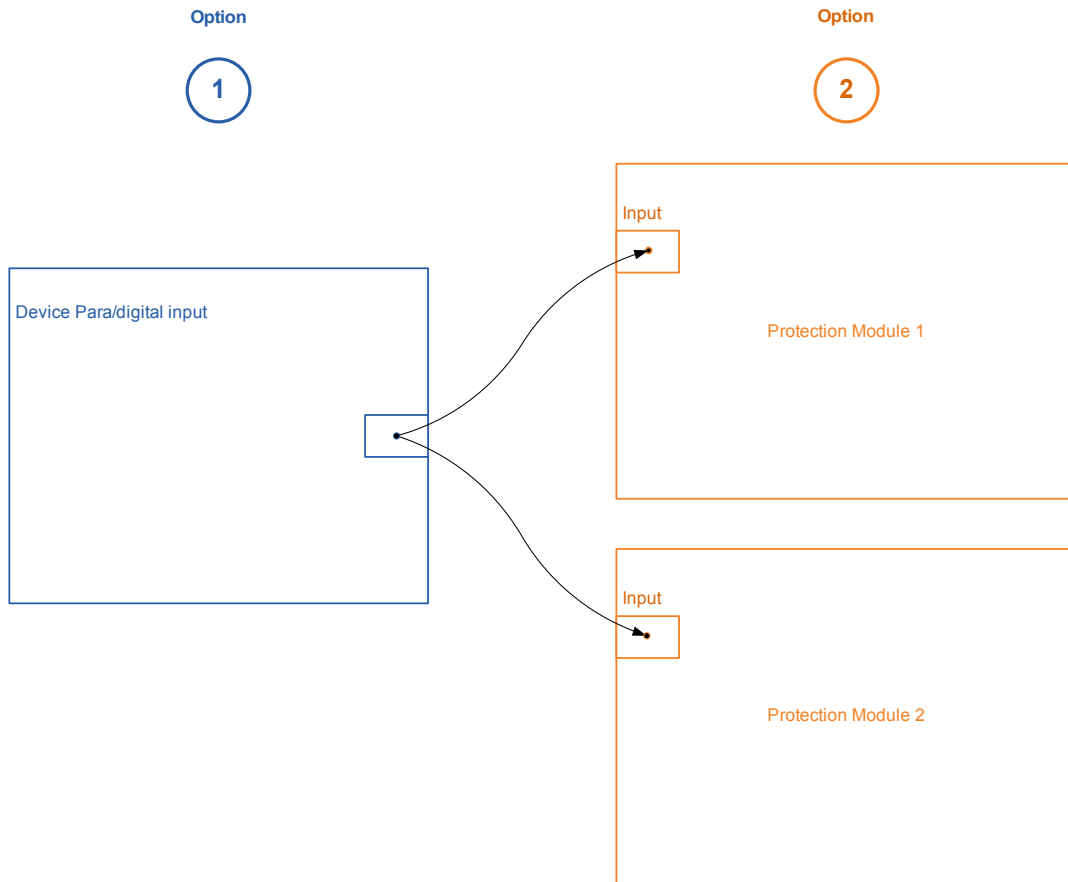 Option
Option
1
2
Input
Device Para/digital input
Protection Module 1
Input
Protection Module 2